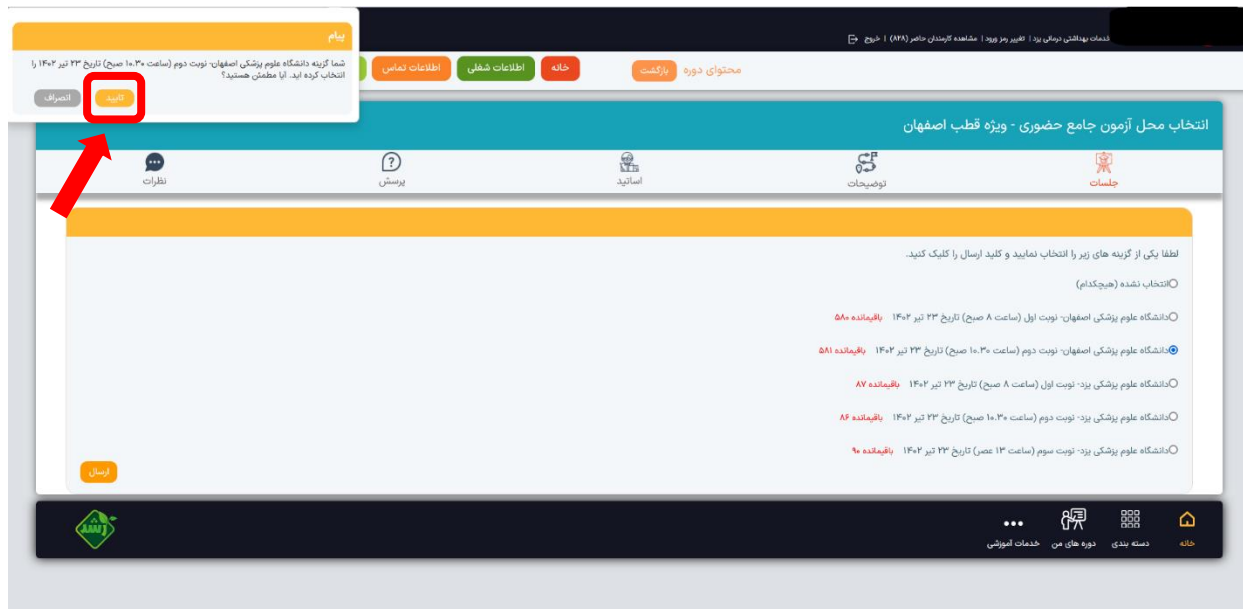 پیام
شما گزینه دانشگاه علوم پزشکی اصفهان- نوبت دوم (ساعت ۱۰.۳۰ صبح) تاریخ ۲۳ تیر ۱۴۰۲ را
انتخاب کرده اید. آیا مطمئن هستید؟
تایید
انصراف
خدمات بهداشتی درمانی یزد | تغییر رمز ورود | مشاهده کارمندان حاضر (۸۲۸) | خروج
محتوای دوره بازگشت خانه اطلاعات شغلی اطلاعات تماس
انتخاب محل آزمون جامع حضوری - ویژه قطب اصفهان
جلسات توضیحات اساتید پرسش نظرات
لطفا یکی از گزینه های زیر را انتخاب نمایید و کلید ارسال را کلیک کنید.
انتخاب نشده (هیچکدام)
دانشگاه علوم پزشکی اصفهان- نوبت اول (ساعت ۸ صبح) تاریخ ۲۳ تیر ۱۴۰۲ باقیمانده ۵۸۰
دانشگاه علوم پزشکی اصفهان- نوبت دوم (ساعت ۱۰.۳۰ صبح) تاریخ ۲۳ تیر ۱۴۰۲ باقیمانده ۵۸۱
دانشگاه علوم پزشکی یزد- نوبت اول (ساعت ۸ صبح) تاریخ ۲۳ تیر ۱۴۰۲ باقیمانده ۸۷
دانشگاه علوم پزشکی یزد- نوبت دوم (ساعت ۱۰.۳۰ صبح) تاریخ ۲۳ تیر ۱۴۰۲ باقیمانده ۸۶
دانشگاه علوم پزشکی یزد- نوبت سوم (ساعت ۱۳ عصر) تاریخ ۲۳ تیر ۱۴۰۲ باقیمانده ۹۰
ارسال
خانه دسته بندی دوره های من خدمات آموزشی
رشد